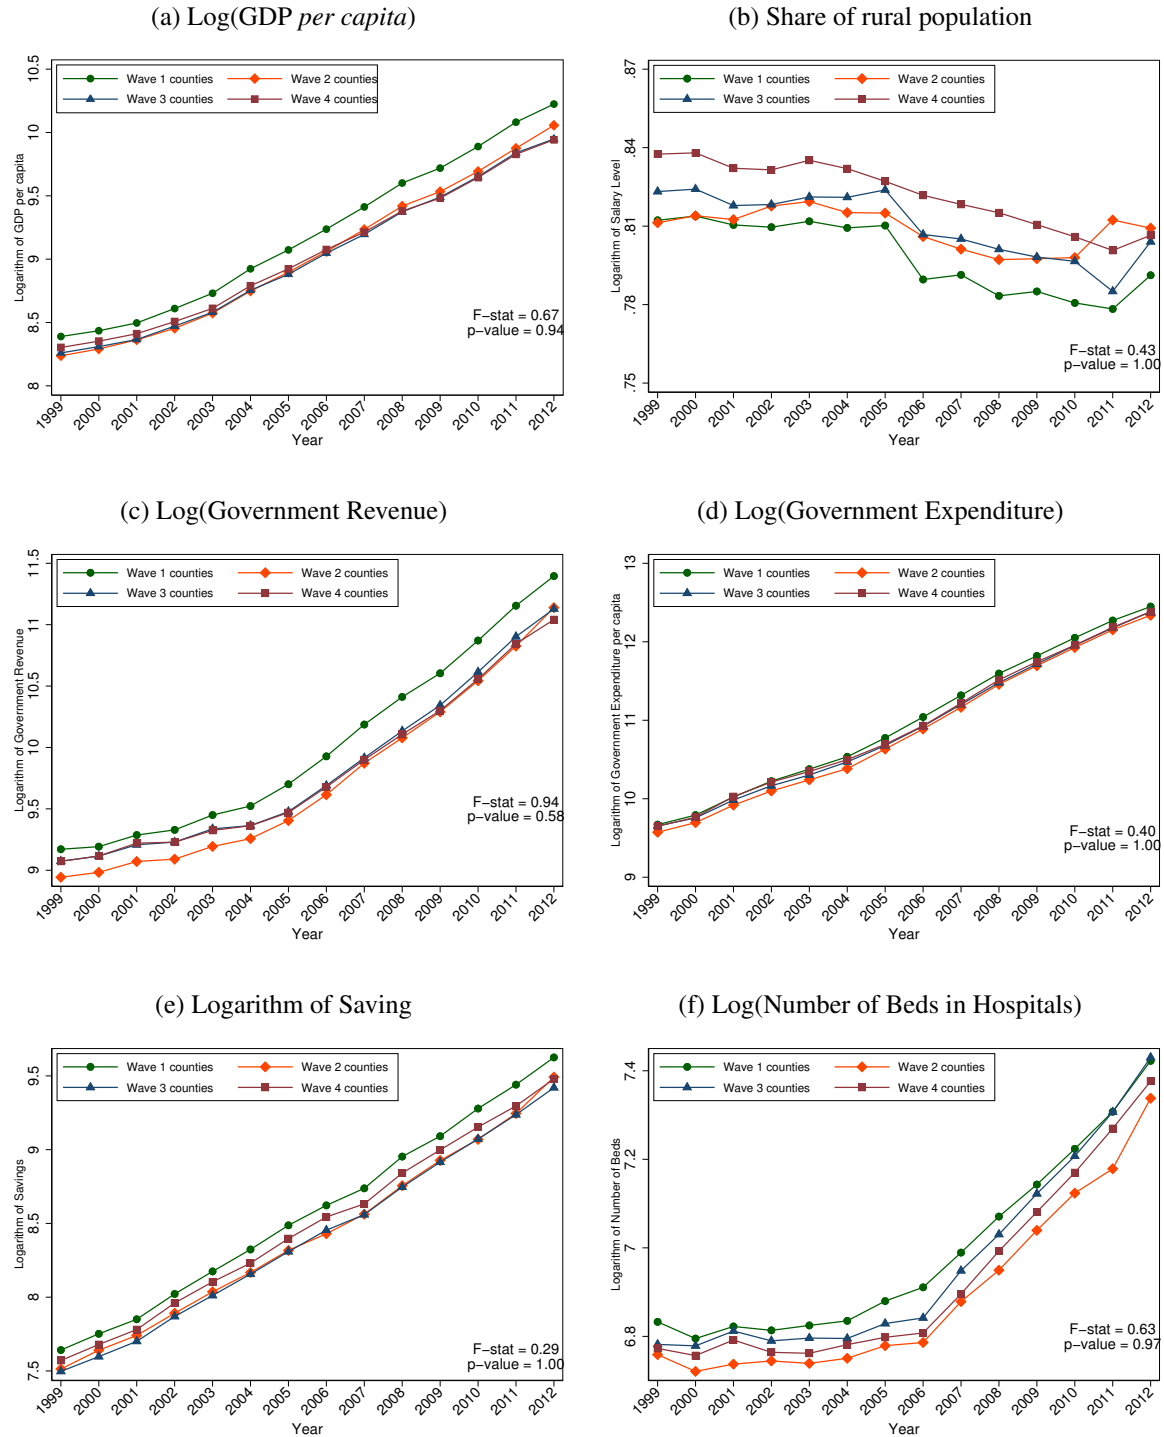 (a) Log(GDP per capita)
Logarithm of GDP per capita
8 8.5 9 9.5 10 10.5
Wave 1 counties Wave 2 counties
Wave 3 counties Wave 4 counties
F−stat = 0.67
p−value = 0.94
1999 2000 2001 2002 2003 2004 2005 2006 2007 2008 2009 2010 2011 2012
Year
(b) Share of rural population
Logarithm of Salary Level
.75 .78 .81 .84 .87
Wave 1 counties Wave 2 counties
Wave 3 counties Wave 4 counties
F−stat = 0.43
p−value = 1.00
1999 2000 2001 2002 2003 2004 2005 2006 2007 2008 2009 2010 2011 2012
Year
(c) Log(Government Revenue)
Logarithm of Government Revenue
9 9.5 10 10.5 11 11.5
Wave 1 counties Wave 2 counties
Wave 3 counties Wave 4 counties
F−stat = 0.94
p−value = 0.58
1999 2000 2001 2002 2003 2004 2005 2006 2007 2008 2009 2010 2011 2012
Year
(d) Log(Government Expenditure)
Logarithm of Government Expenditure per capita
9 10 11 12 13
Wave 1 counties Wave 2 counties
Wave 3 counties Wave 4 counties
F−stat = 0.40
p−value = 1.00
1999 2000 2001 2002 2003 2004 2005 2006 2007 2008 2009 2010 2011 2012
Year
(e) Logarithm of Saving
Logarithm of Savings
7.5 8 8.5 9 9.5
Wave 1 counties Wave 2 counties
Wave 3 counties Wave 4 counties
F−stat = 0.29
p−value = 1.00
1999 2000 2001 2002 2003 2004 2005 2006 2007 2008 2009 2010 2011 2012
Year
(f) Log(Number of Beds in Hospitals)
Logarithm of Number of Beds
6.8 7 7.2 7.4
Wave 1 counties Wave 2 counties
Wave 3 counties Wave 4 counties
F−stat = 0.63
p−value = 0.97
1999 2000 2001 2002 2003 2004 2005 2006 2007 2008 2009 2010 2011 2012
Year